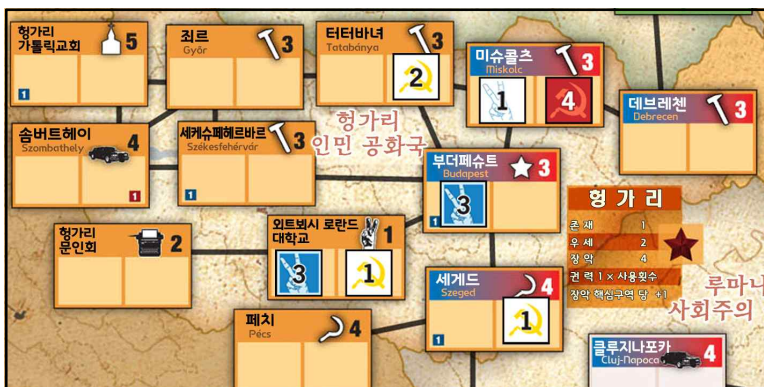 헝가리
가톨릭교회
5
1
죄르
Győr
3
터터바녀
Tatabánya
3
2
미슈콜츠
Miskolc
3
1
4
데브레첸
Debrecen
3
솜버트헤이
Szombathely
4
1
세케슈페헤르바르
Székesfehérvár
3
1
헝가리
인민 공화국
부더페슈트
Budapest
3
3
1
헝가리
문인회
2
외트뵈시 로란드
대학교
1
3
1
헝 가 리
존 재 1
우 세 2
장 악 4
권 력 1 × 사용횟수
장악 핵심구역 당 +1
세게드
Szeged
4
1
1
루마니
사회주의
페치
Pécs
4
클루지나포카
Cluj-Napoca
4